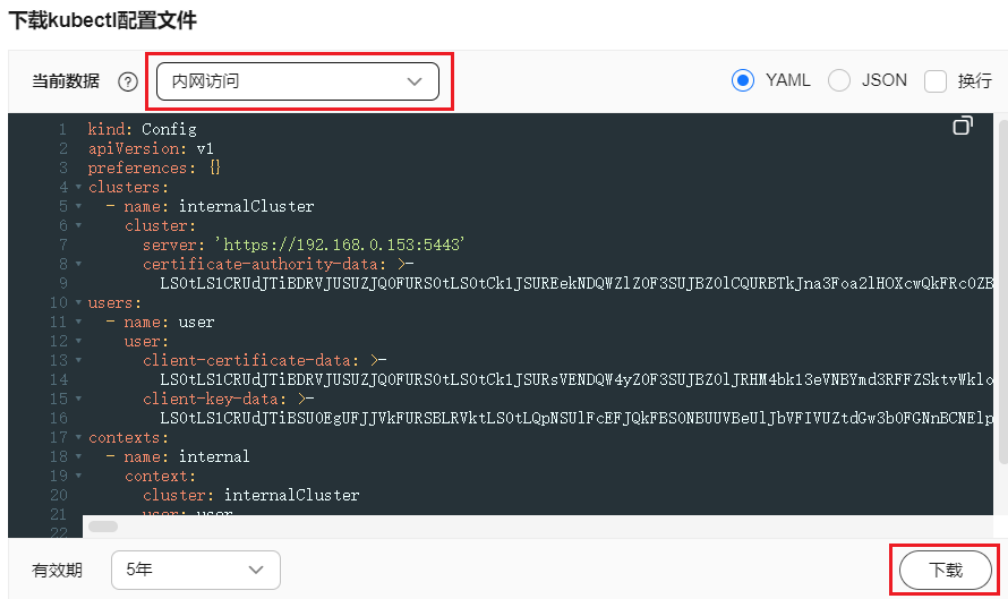 下载kubectl配置文件
当前数据 ? 内网访问 YAML JSON 换行
1 kind: Config
2 apiVersion: v1
3 preferences: {}
4 clusters:
5 - name: internalCluster
6 cluster:
7 server: 'https://192.168.0.153:5443'
8 certificate-authority-data: >-
9
10 users:
11 - name: user
12 user:
13 client-certificate-data: >-
14
15 client-key-data: >-
16
17 contexts:
18 - name: internal
19 context:
20 cluster: internalCluster
21 user: user
22
有效期 5年 下载